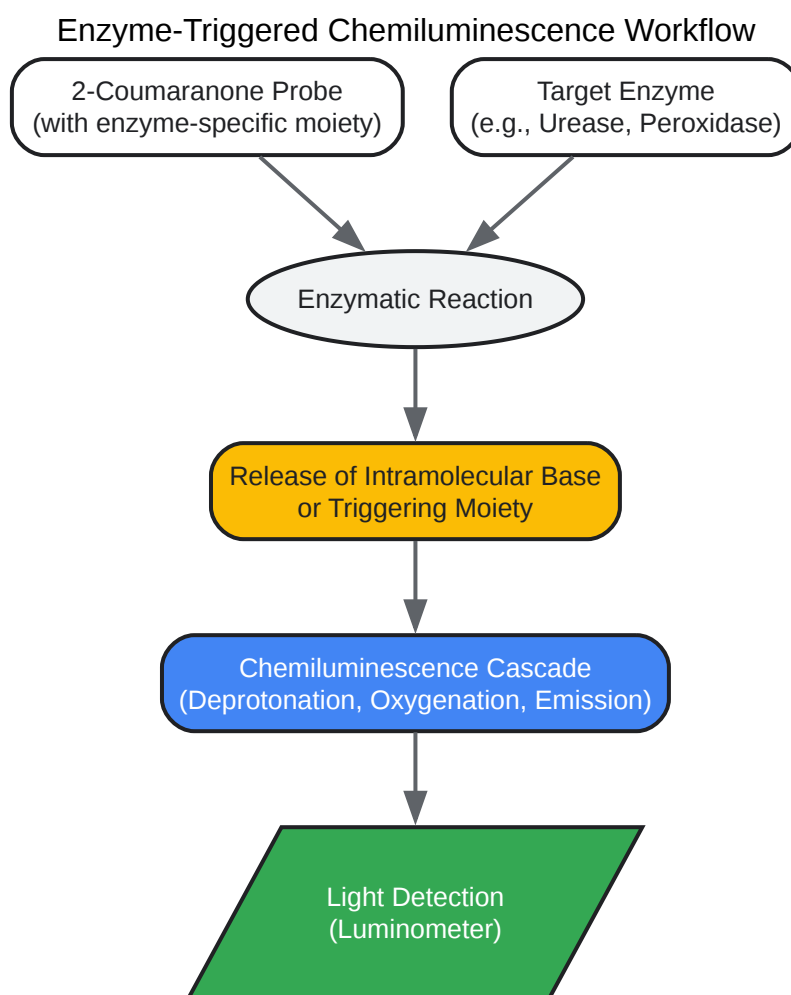 Enzyme-Triggered Chemiluminescence Workflow
2-Coumaranone Probe
(with enzyme-specific moiety)
Target Enzyme
(e.g., Urease, Peroxidase)
Enzymatic Reaction
Release of Intramolecular Base
or Triggering Moiety
Chemiluminescence Cascade
(Deprotonation, Oxygenation, Emission)
Light Detection
(Luminometer)